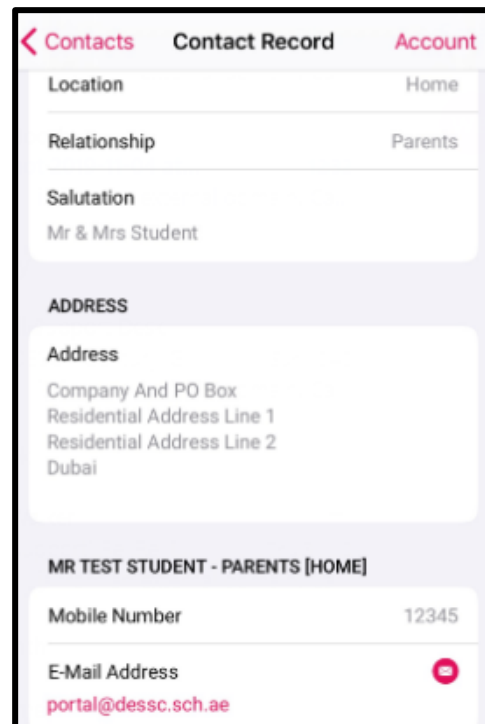 Contacts Contact Record Account
Location Home
Relationship Parents
Salutation
Mr & Mrs Student
ADDRESS
Address
Company And PO Box
Residential Address Line 1
Residential Address Line 2
Dubai
MR TEST STUDENT - PARENTS [HOME]
Mobile Number 12345
E-Mail Address
portal@dessc.sch.ae